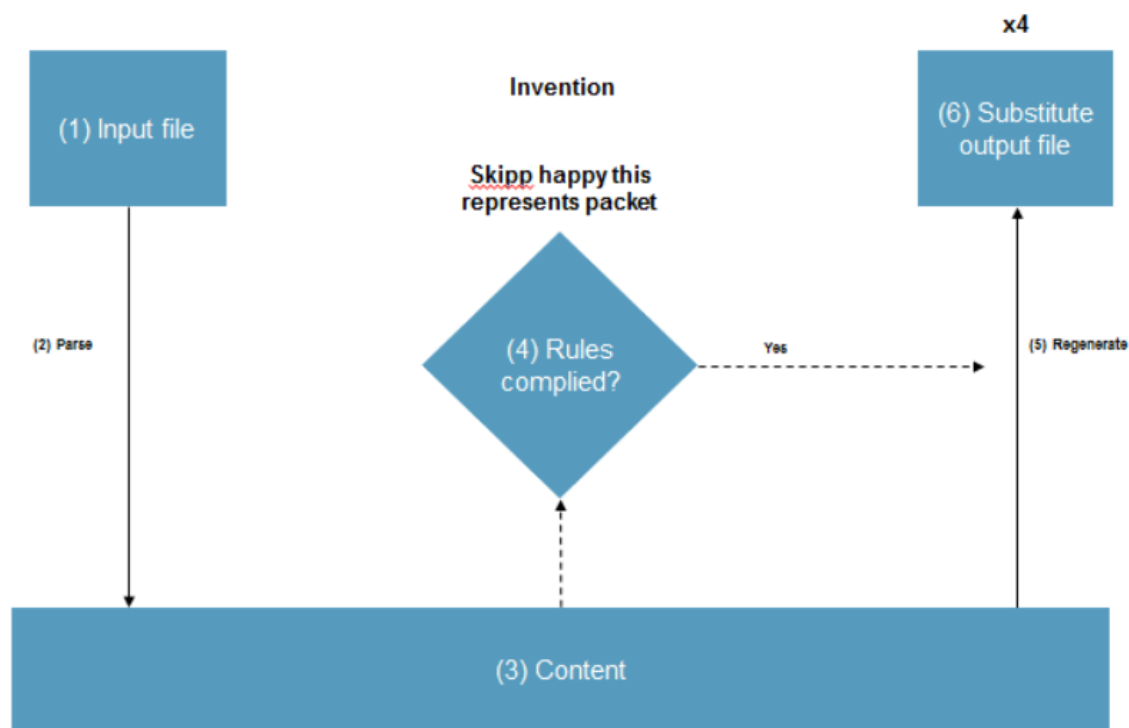 x4
(1) Input file
Invention
(6) Substitute
output file
Skipp happy this
represents packet
(2) Parse
(4) Rules
complied?
Yes
(5) Regenerate
(3) Content